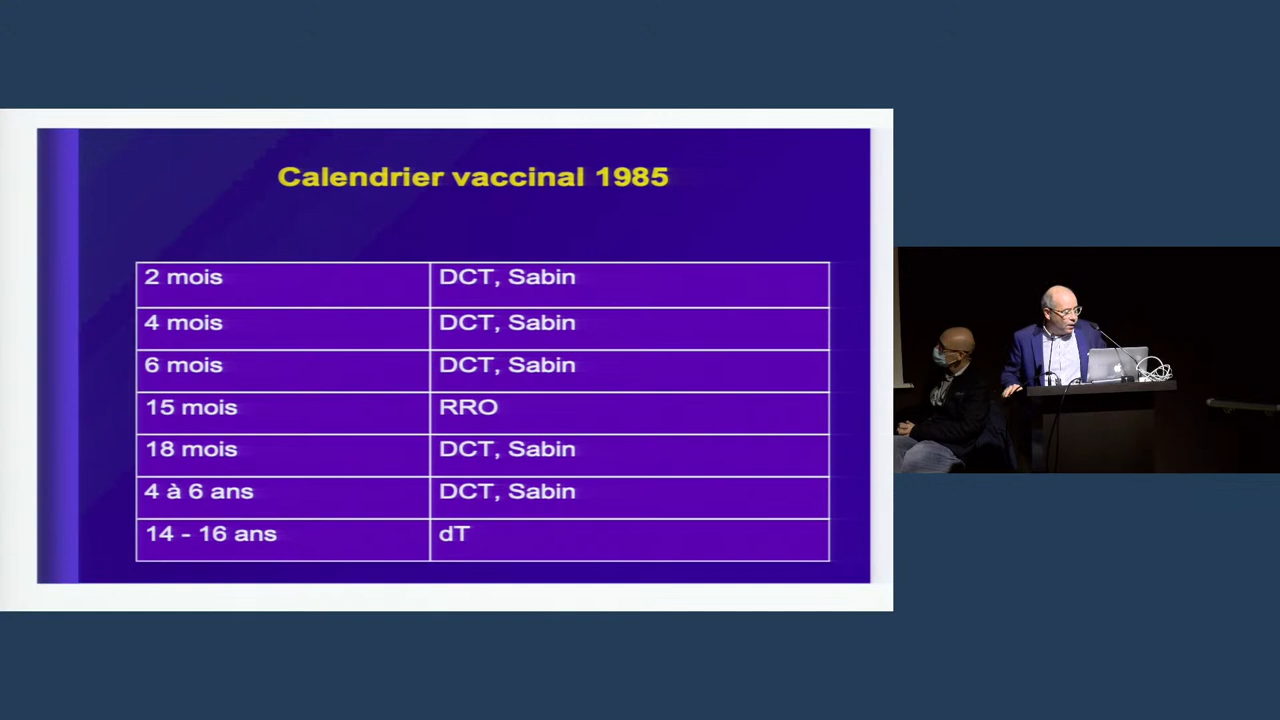 Calendrier vaccinal 1985
2 mois DCT, Sabin
4 mois DCT, Sabin
6 mois DCT, Sabin
15 mois RRO
18 mois DCT, Sabin
4 à 6 ans DCT, Sabin
14 - 16 ans dT